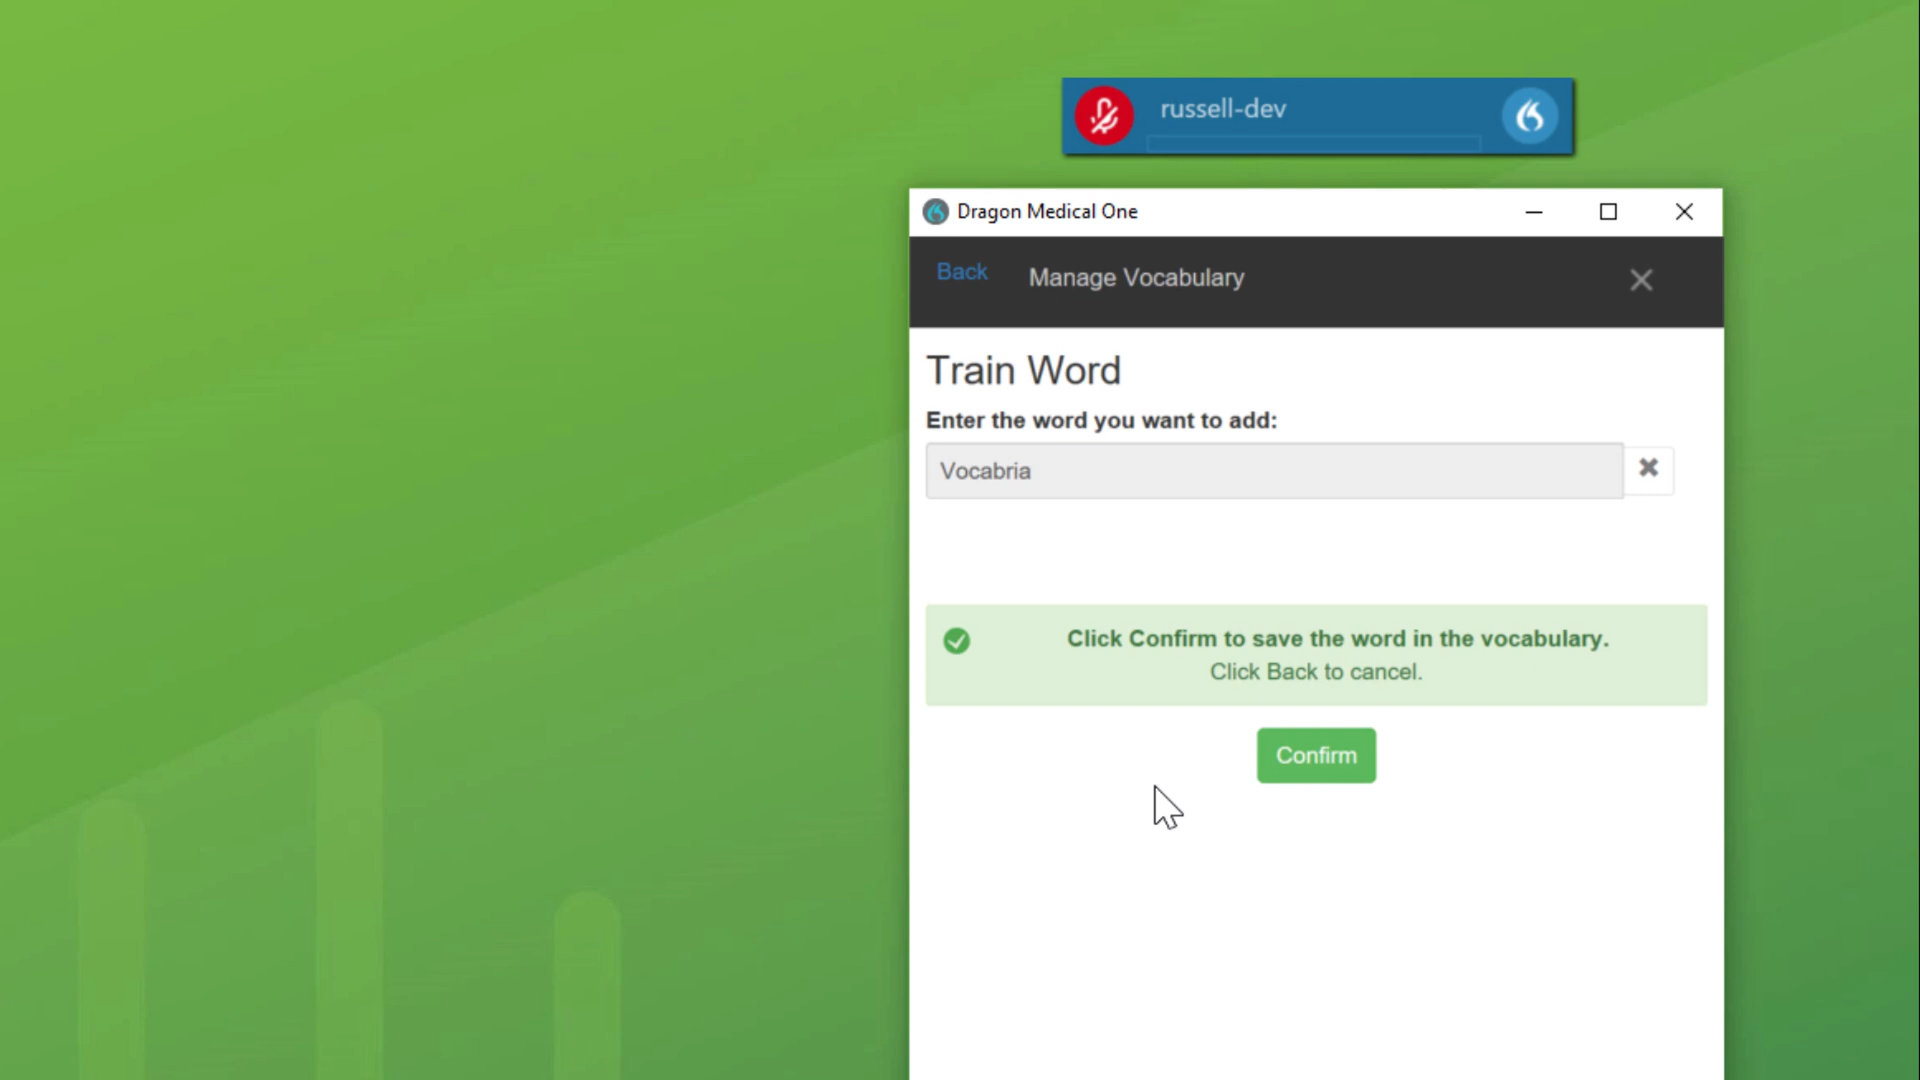 russell-dev
Dragon Medical One
Back Manage Vocabulary
Train Word
Enter the word you want to add:
Vocabria
Click Confirm to save the word in the vocabulary.
Click Back to cancel.
Confirm